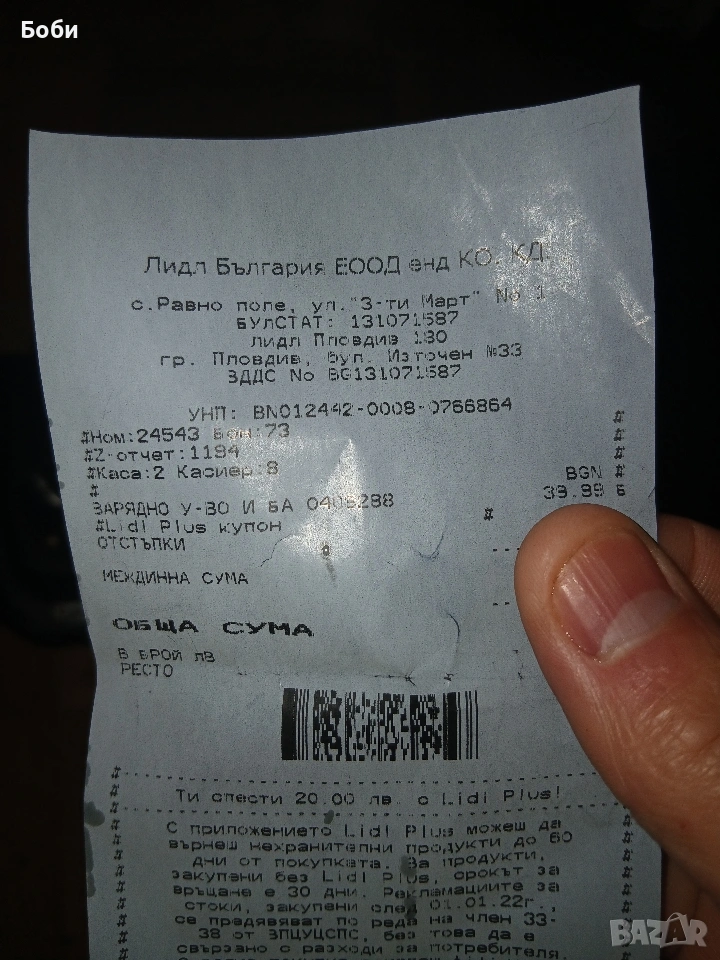 Боби
Лидл България ЕООД енд КО. КД
с.Равно поле, ул."3-ти Март" No 1
БУЛСТАТ: 131071587
лидл Пловдив 180
гр. Пловдив, бул. Източен №33
ЗДДС No BG131071587
УНП: BN012442-0008-0766864
#Ном:24543 Бон:73 #
#Z-отчет:1184 #
#Каса:2 Касиер:8 #
# BGN #
ЗАРЯДНО У-ВО И БА 0406288 39.99 Б
#Lidl Plus купон #
ОТСТЪПКИ
МЕЖДИННА СУМА
ОБЩА СУМА
В БРОЙ ЛВ
РЕСТО
Ти спести 20.00 лв. с Lidl Plus!
С приложението Lidl Plus можеш да
върнеш нехранителни продукти до 60
дни от покупката. За продукти,
закупени без Lidl Plus, срокът за
връщане е 30 дни. Рекламациите за
стоки, закупени след 01.01.22г.,
се предявяват по реда на член 33-
38 от ЗПЦУЦСПС, без това да е
свързано с разходи за потребителя.
BAZAR